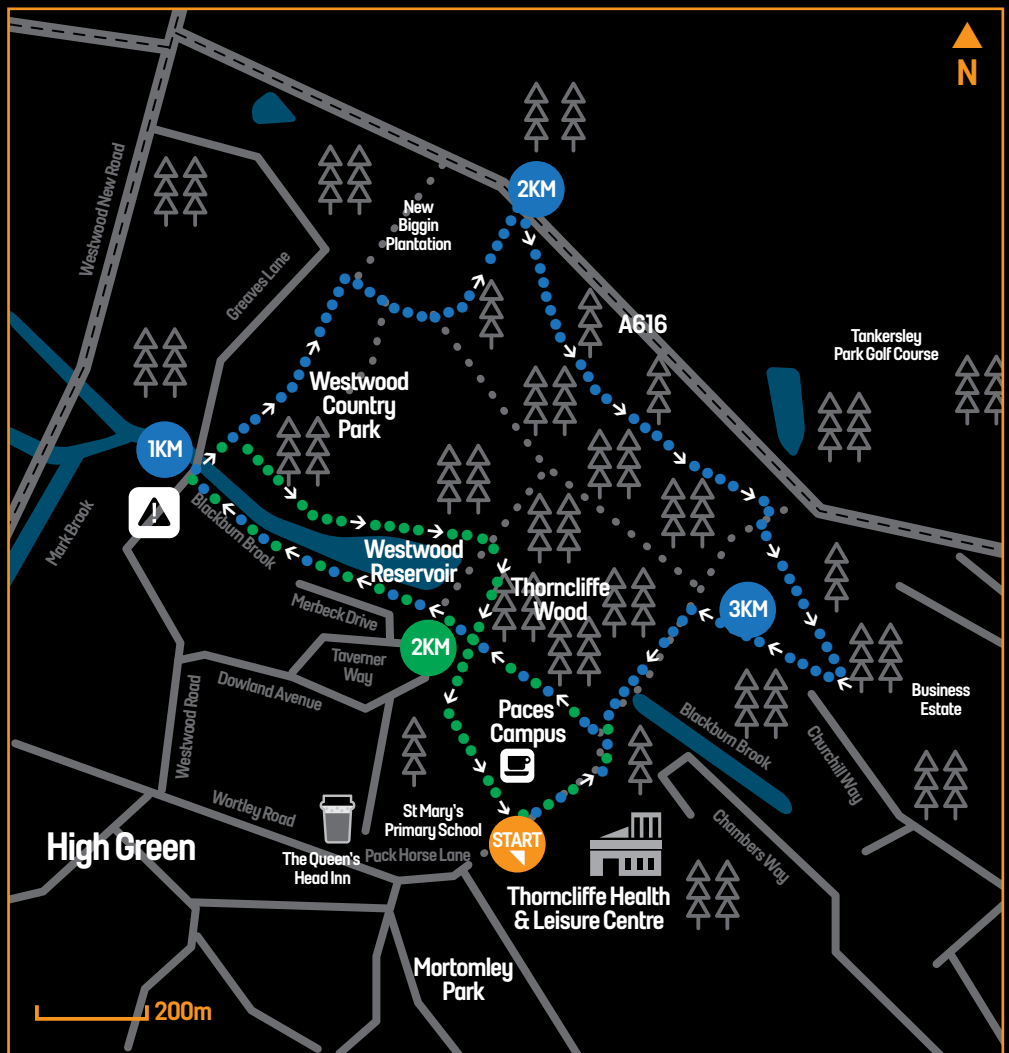 N
2KM
New
Biggin
Plantation
Westwood New Road
Greaves Lane
A616
Tankersley
Park Golf Course
Westwood
Country
Park
1KM
!
Mark Brook
Blackburn Brook
Westwood
Reservoir
Thorncliffe
Wood
Merbeck Drive
3KM
2KM
Taverner
Way
Dowland Avenue
Westwood Road
Paces
Campus
Business
Estate
Blackburn Brook
Churchill Way
Wortley Road
St Mary's
Primary School
START
Chambers Way
High Green
The Queen's
Head Inn
Pack Horse Lane
Thorncliffe Health
& Leisure Centre
Mortomley
Park
200m